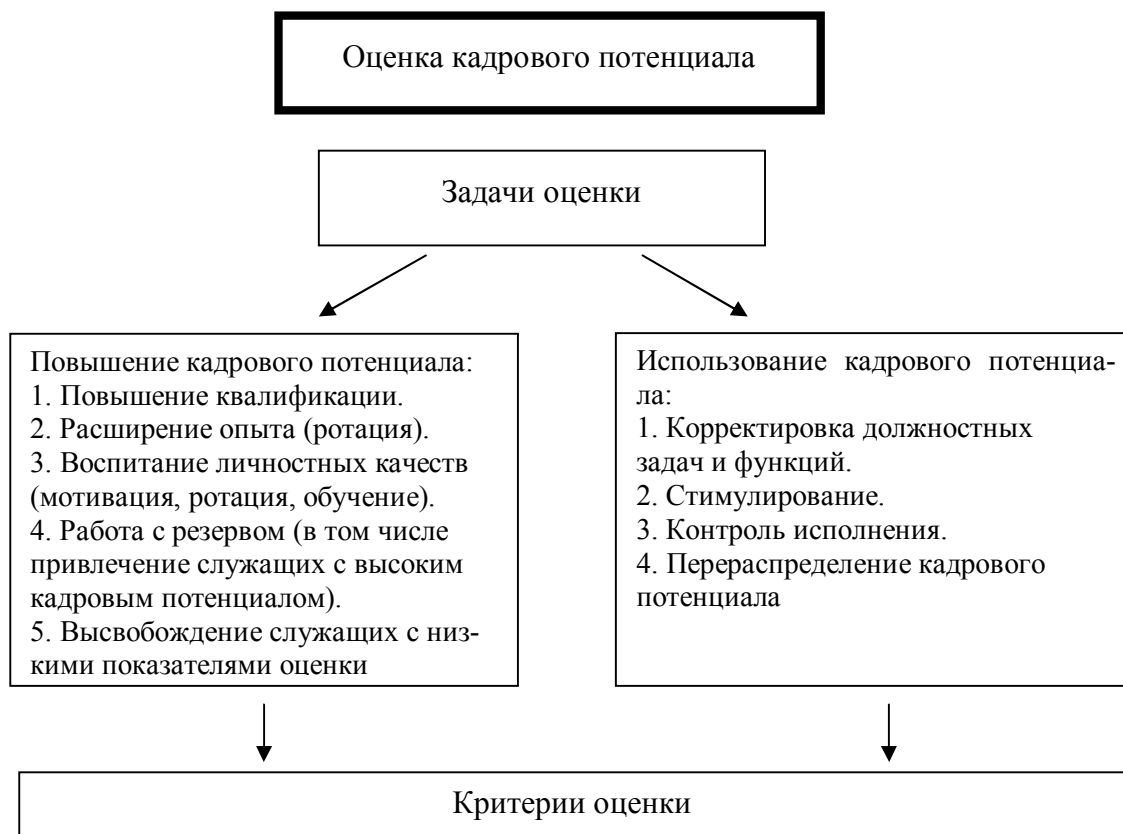 Оценка кадрового потенциала
Задачи оценки
Повышение кадрового потенциала:
1. Повышение квалификации.
2. Расширение опыта (ротация).
3. Воспитание личностных качеств
(мотивация, ротация, обучение).
4. Работа с резервом (в том числе
привлечение служащих с высоким
кадровым потенциалом).
5. Высвобождение служащих с низ-
кими показателями оценки
Использование кадрового потенциа-
ла:
1. Корректировка должностных
задач и функций.
2. Стимулирование.
3. Контроль исполнения.
4. Перераспределение кадрового
потенциала
Критерии оценки